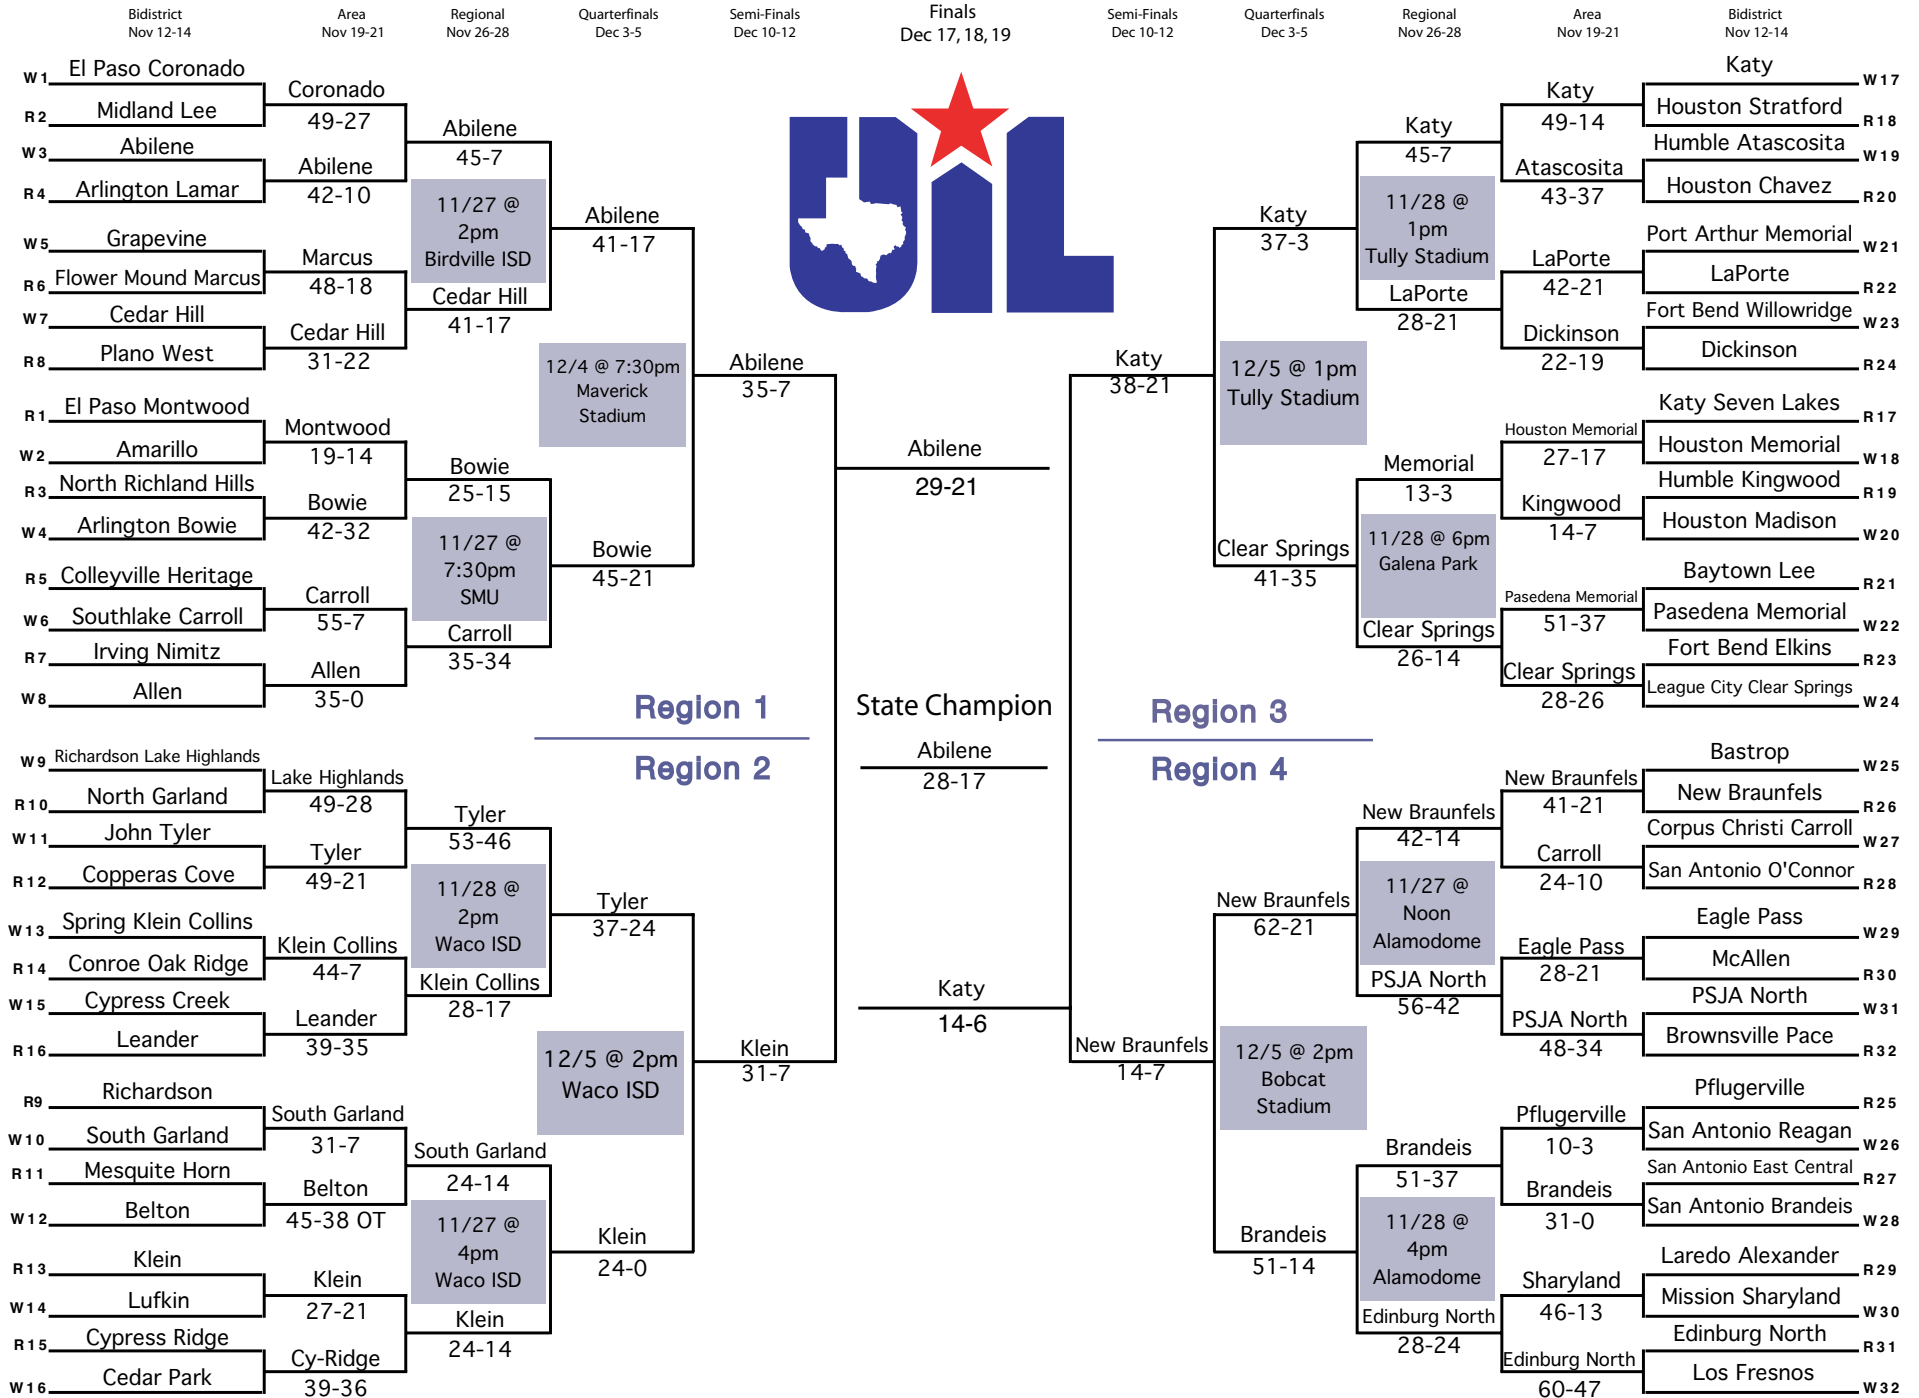 Bidistrict
Nov 12-14
Area
Nov 19-21
Regional
Nov 26-28
Quarterfinals
Dec 3-5
Semi-Finals
Dec 10-12
Finals
Dec 17, 18, 19
Semi-Finals
Dec 10-12
Quarterfinals
Dec 3-5
Regional
Nov 26-28
Area
Nov 19-21
Bidistrict
Nov 12-14
UIL
W1 El Paso Coronado
R2 Midland Lee
W3 Abilene
R4 Arlington Lamar
W5 Grapevine
R6 Flower Mound Marcus
W7 Cedar Hill
R8 Plano West
R1 El Paso Montwood
W2 Amarillo
R3 North Richland Hills
W4 Arlington Bowie
R5 Colleyville Heritage
W6 Southlake Carroll
R7 Irving Nimitz
W8 Allen
Coronado
49-27
Abilene
42-10
Marcus
48-18
Cedar Hill
31-22
Montwood
19-14
Bowie
42-32
Carroll
55-7
Allen
35-0
Abilene
45-7
11/27 @
2pm
Birdville ISD
Cedar Hill
41-17
Bowie
25-15
11/27 @
7:30pm
SMU
Carroll
35-34
Abilene
41-17
12/4 @ 7:30pm
Maverick
Stadium
Bowie
45-21
Abilene
35-7
Region 1
Region 2
W9 Richardson Lake Highlands
R10 North Garland
W11 John Tyler
R12 Copperas Cove
W13 Spring Klein Collins
R14 Conroe Oak Ridge
W15 Cypress Creek
R16 Leander
R9 Richardson
W10 South Garland
R11 Mesquite Horn
W12 Belton
R13 Klein
W14 Lufkin
R15 Cypress Ridge
W16 Cedar Park
Lake Highlands
49-28
Tyler
49-21
Klein Collins
44-7
Leander
39-35
South Garland
31-7
Belton
45-38 OT
Klein
27-21
Cy-Ridge
39-36
Tyler
53-46
11/28 @
2pm
Waco ISD
Klein Collins
28-17
South Garland
24-14
11/27 @
4pm
Waco ISD
Klein
24-14
Tyler
37-24
12/5 @ 2pm
Waco ISD
Klein
24-0
Klein
31-7
Abilene
29-21
State Champion
Abilene
28-17
Katy
14-6
Katy
38-21
Katy
37-3
12/5 @ 1pm
Tully Stadium
Clear Springs
41-35
Katy
45-7
11/28 @
1pm
Tully Stadium
LaPorte
28-21
Memorial
13-3
11/28 @ 6pm
Galena Park
Clear Springs
26-14
Katy
49-14
Atascosita
43-37
LaPorte
42-21
Dickinson
22-19
Houston Memorial
27-17
Kingwood
14-7
Pasedena Memorial
51-37
Clear Springs
28-26
Katy W17
Houston Stratford R18
Humble Atascosita W19
Houston Chavez R20
Port Arthur Memorial W21
LaPorte R22
Fort Bend Willowridge W23
Dickinson R24
Katy Seven Lakes R17
Houston Memorial W18
Humble Kingwood R19
Houston Madison W20
Baytown Lee R21
Pasedena Memorial W22
Fort Bend Elkins R23
League City Clear Springs W24
Region 3
Region 4
New Braunfels
14-7
New Braunfels
62-21
12/5 @ 2pm
Bobcat
Stadium
Brandeis
51-14
New Braunfels
42-14
11/27 @
Noon
Alamodome
PSJA North
56-42
Brandeis
51-37
11/28 @
4pm
Alamodome
Edinburg North
28-24
New Braunfels
41-21
Carroll
24-10
Eagle Pass
28-21
PSJA North
48-34
Pflugerville
10-3
Brandeis
31-0
Sharyland
46-13
Edinburg North
60-47
Bastrop W25
New Braunfels R26
Corpus Christi Carroll W27
San Antonio O'Connor R28
Eagle Pass W29
McAllen R30
PSJA North W31
Brownsville Pace R32
Pflugerville R25
San Antonio Reagan W26
San Antonio East Central R27
San Antonio Brandeis W28
Laredo Alexander R29
Mission Sharyland W30
Edinburg North R31
Los Fresnos W32